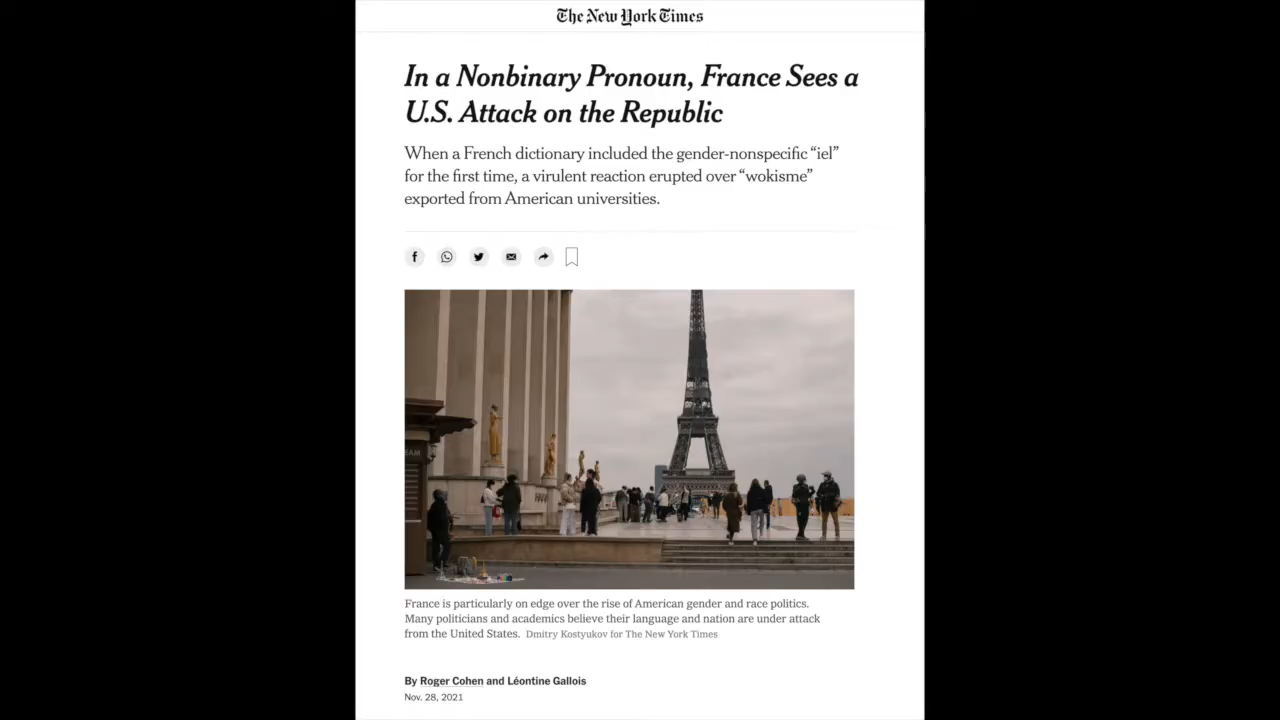 The New York Times
In a Nonbinary Pronoun, France Sees a
U.S. Attack on the Republic
When a French dictionary included the gender-nonspecific “iel”
for the first time, a virulent reaction erupted over “wokisme”
exported from American universities.
France is particularly on edge over the rise of American gender and race politics.
Many politicians and academics believe their language and nation are under attack
from the United States. Dmitry Kostyukov for The New York Times
By Roger Cohen and Léontine Gallois
Nov. 28, 2021